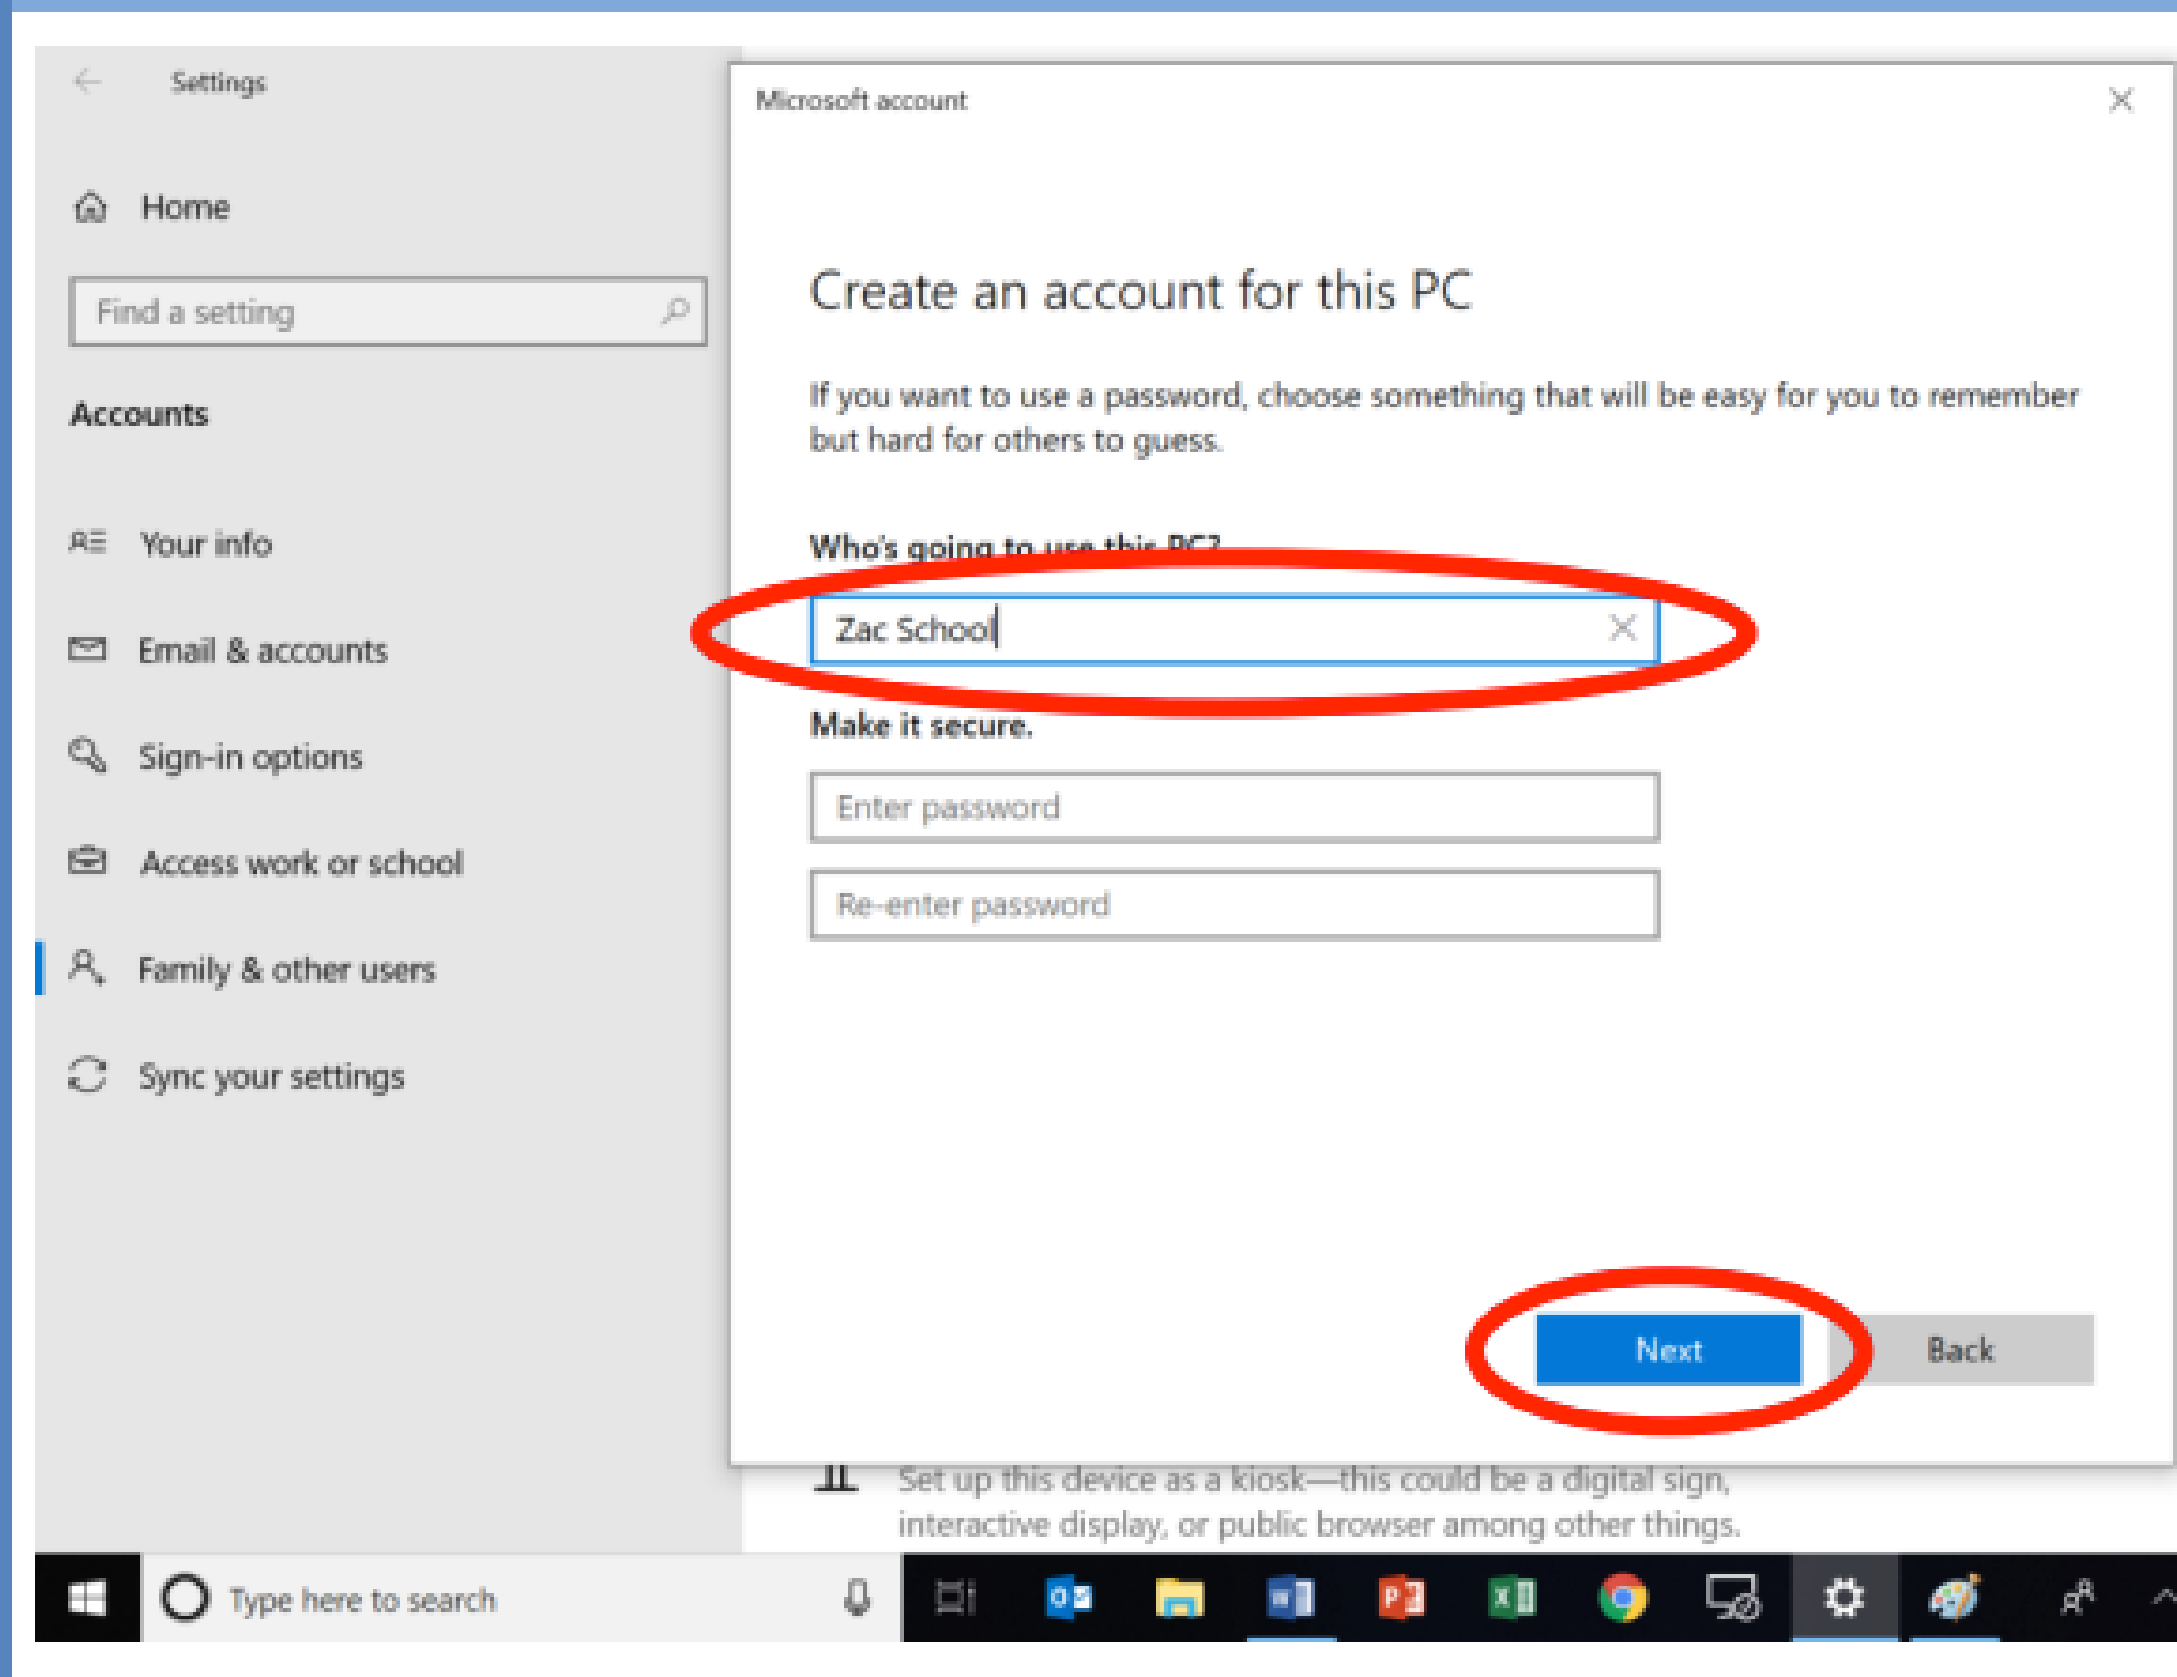 Settings
Home
Find a setting
Accounts
Your info
Email & accounts
Sign-in options
Access work or school
Family & other users
Sync your settings
Microsoft account
Create an account for this PC
If you want to use a password, choose something that will be easy for you to remember
but hard for others to guess.
Who's going to use this PC?
Zac School
Make it secure.
Enter password
Re-enter password
Next
Back
Set up this device as a kiosk—this could be a digital sign,
interactive display, or public browser among other things.
Type here to search